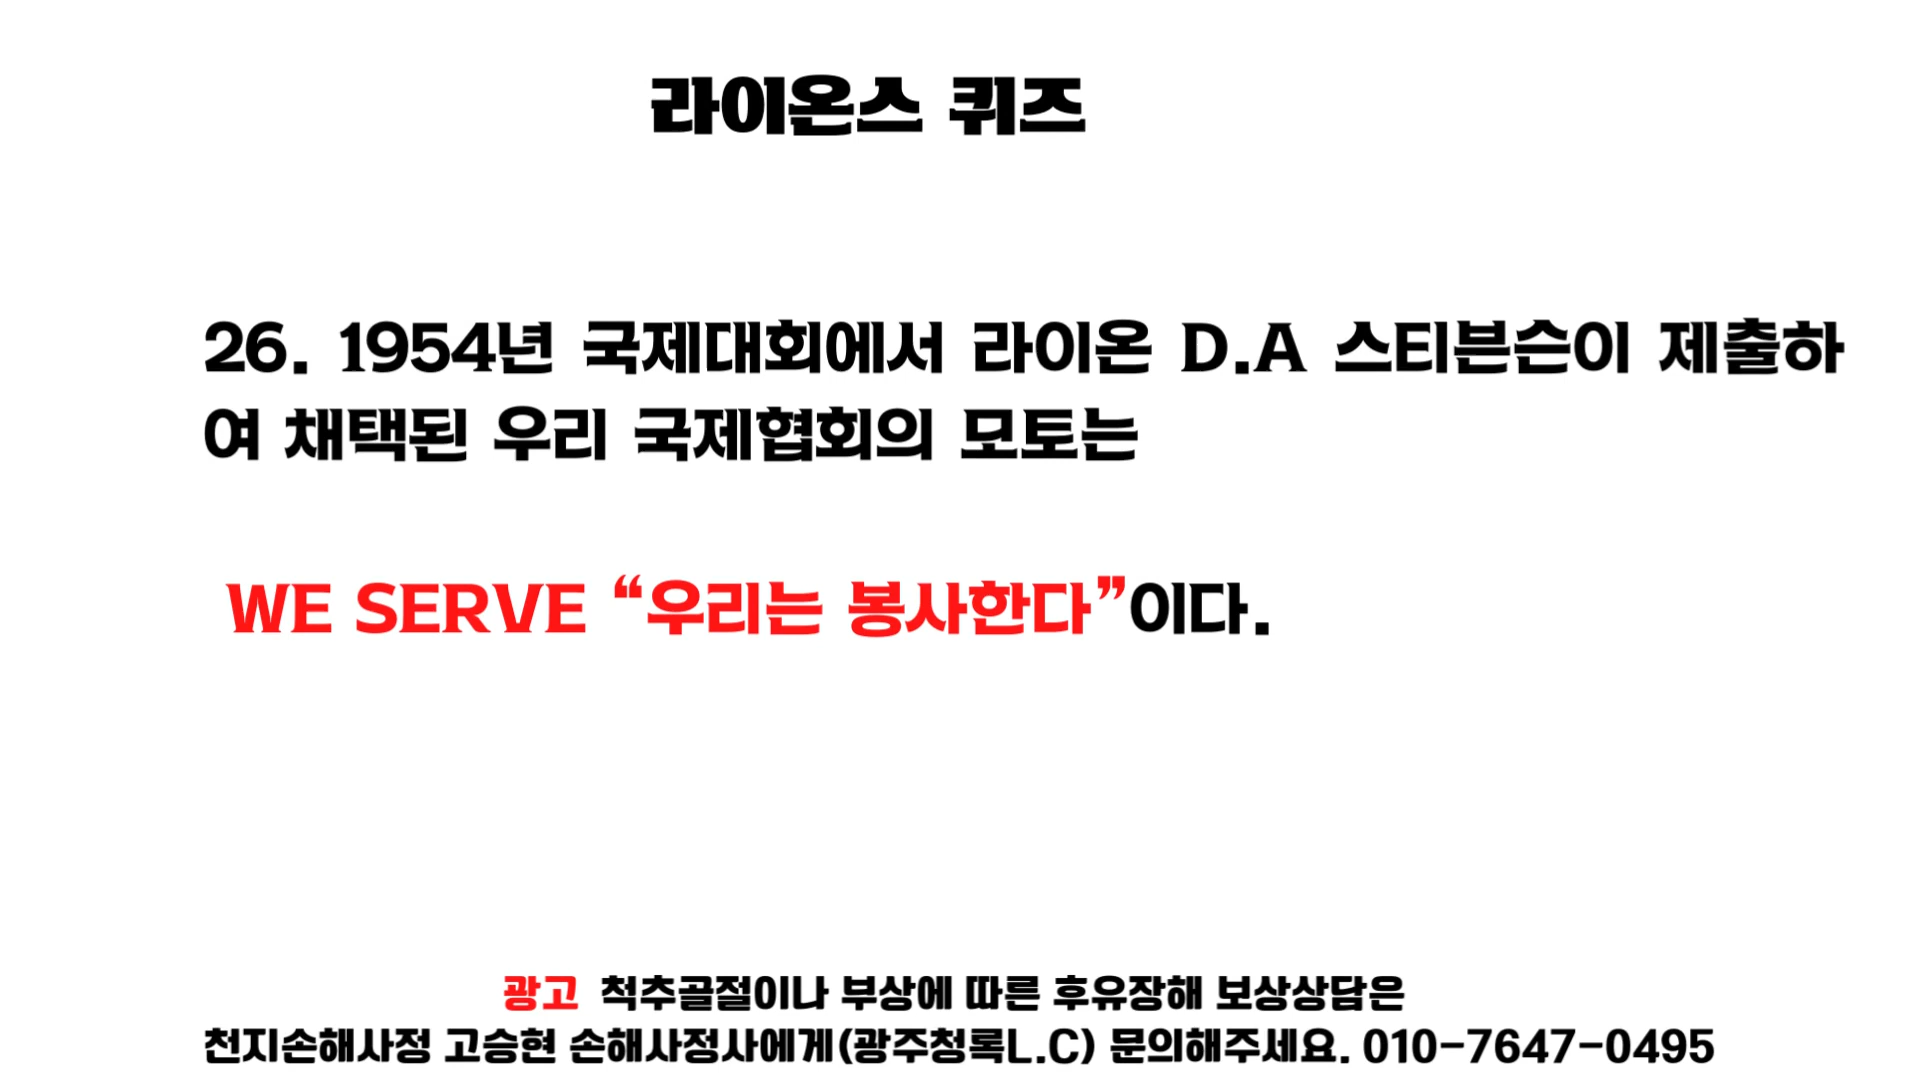 라이온스 퀴즈
26. 1954년 국제대회에서 라이온 D.A 스티븐슨이 제출하
여 채택된 우리 국제협회의 모토는
WE SERVE “우리는 봉사한다”이다.
광고 척추골절이나 부상에 따른 후유장해 보상상담은
천지손해사정 고승현 손해사정사에게(광주청록L.C) 문의해주세요. 010-7647-0495